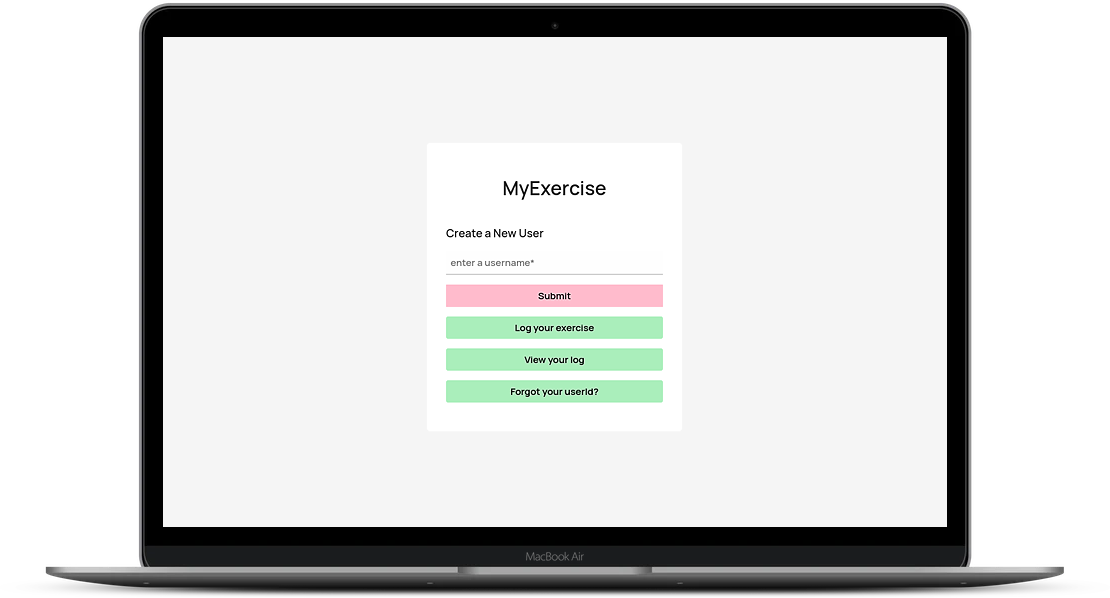 MyExercise
Create a New User
enter a username*
Submit
Log your exercise
View your log
Forgot your userId?
MacBook Air